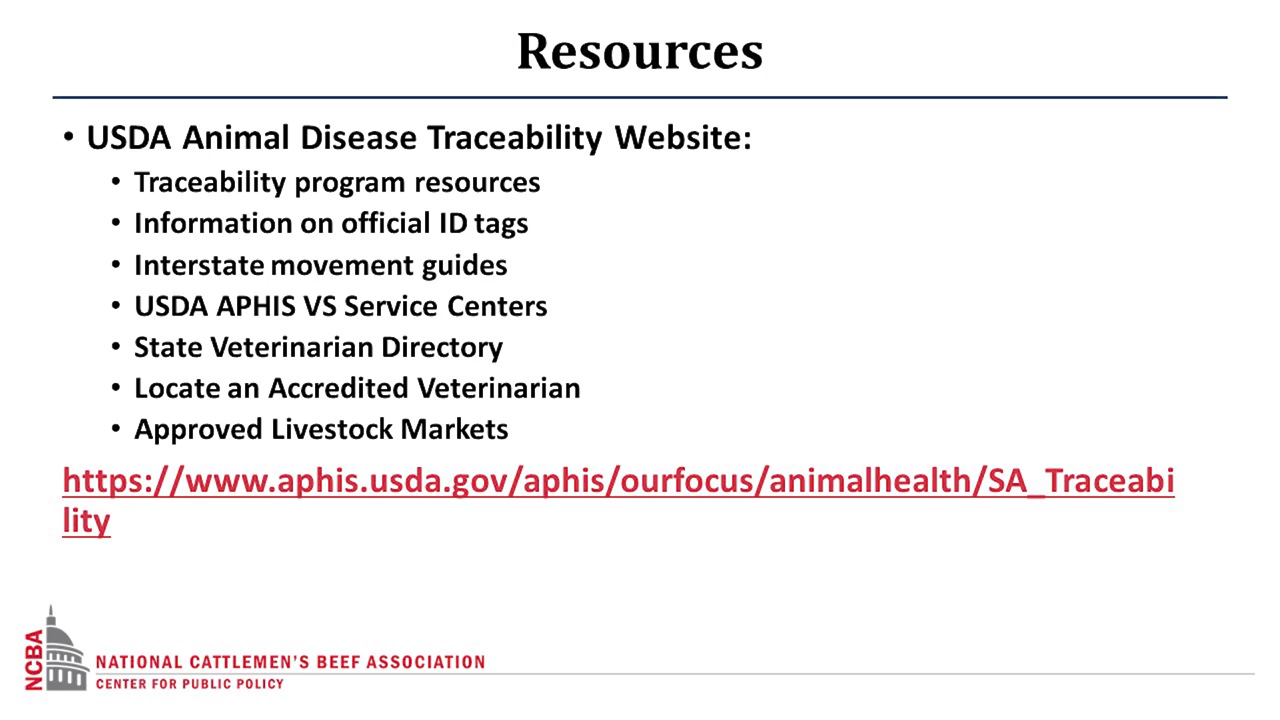 Resources
• USDA Animal Disease Traceability Website:
• Traceability program resources
• Information on official ID tags
• Interstate movement guides
• USDA APHIS VS Service Centers
• State Veterinarian Directory
• Locate an Accredited Veterinarian
• Approved Livestock Markets
https://www.aphis.usda.gov/aphis/ourfocus/animalhealth/SA_Traceabi
lity
NCBA
NATIONAL CATTLEMEN'S BEEF ASSOCIATION
CENTER FOR PUBLIC POLICY